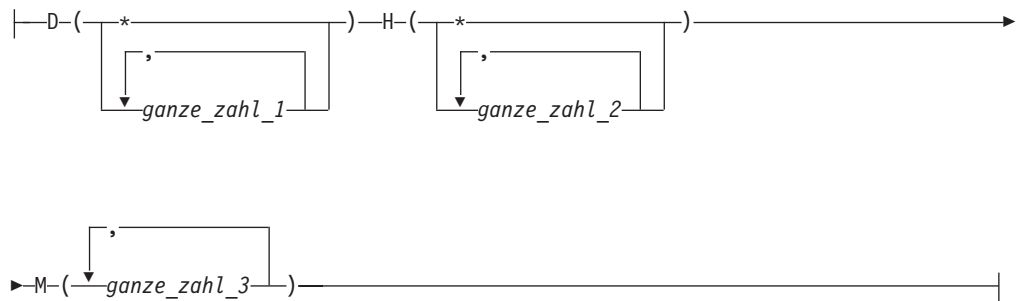 D ( * ) H ( * )
, ,
ganze_zahl_1 ganze_zahl_2
,
M ( ganze_zahl_3 )